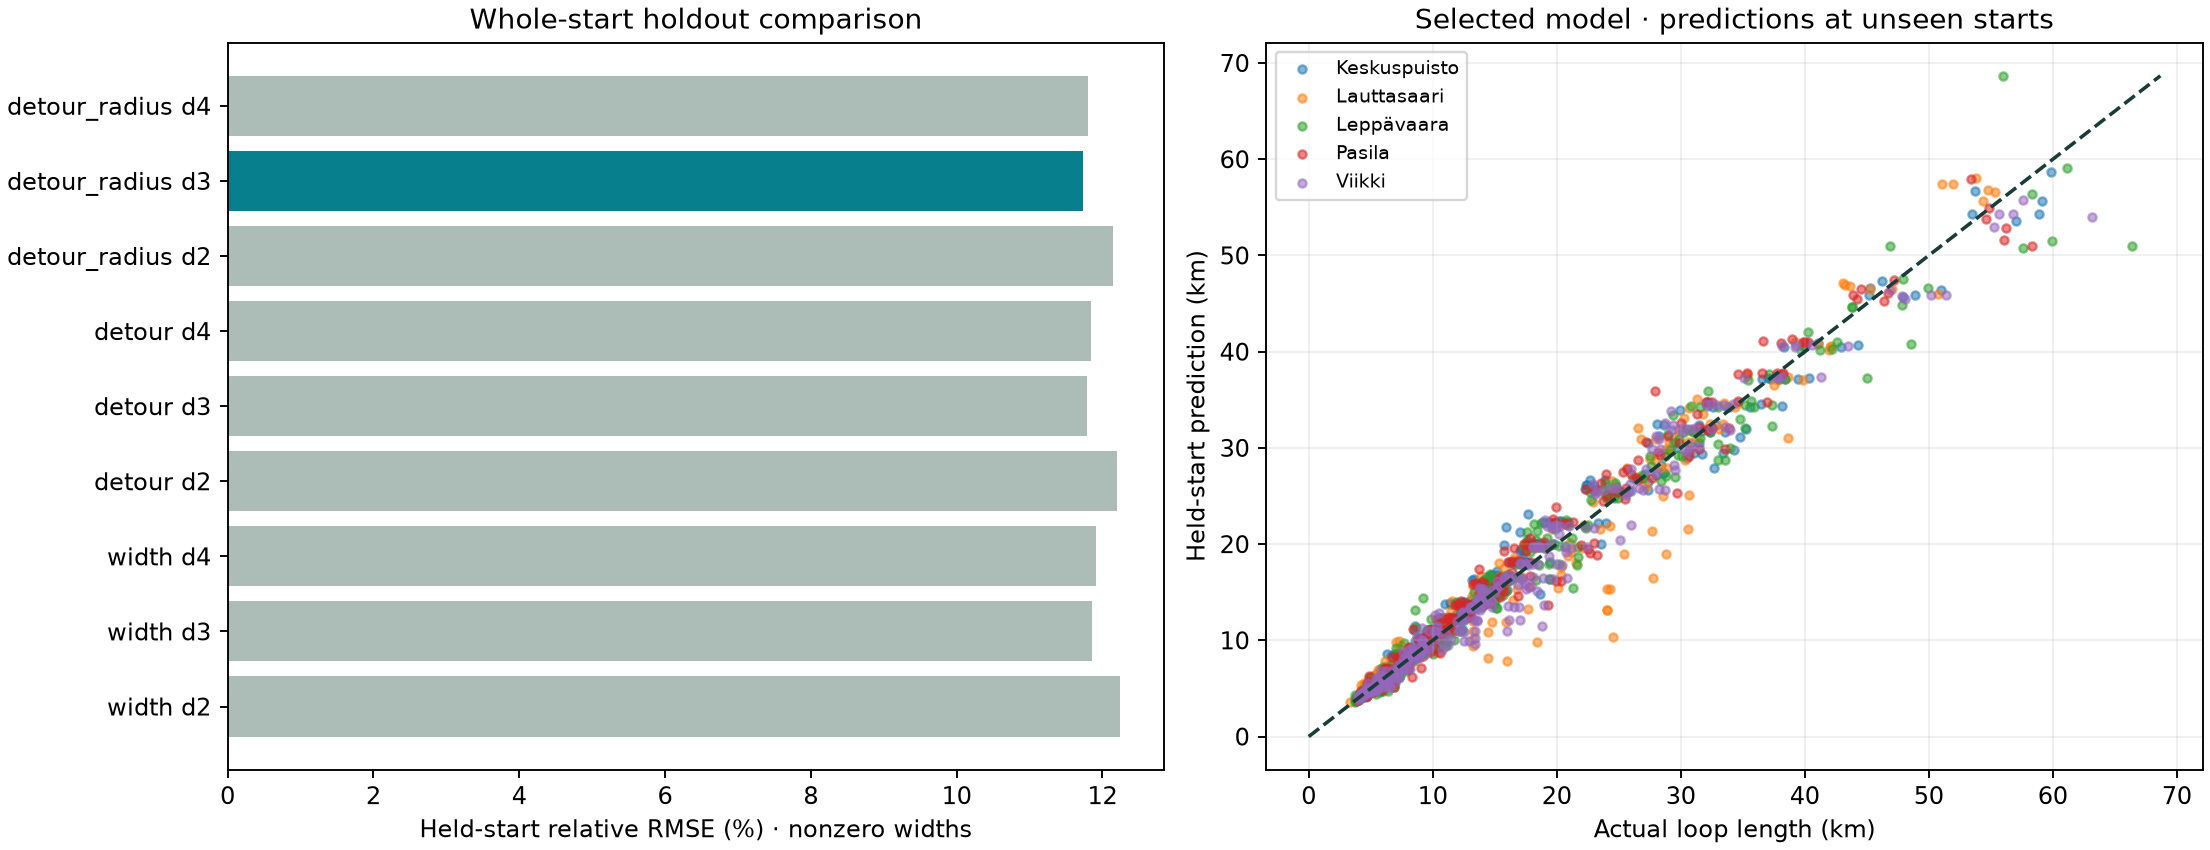 Whole-start holdout comparison
detour_radius d4
detour_radius d3
detour_radius d2
detour d4
detour d3
detour d2
width d4
width d3
width d2
0 2 4 6 8 10 12
Held-start relative RMSE (%) · nonzero widths
Selected model · predictions at unseen starts
Keskuspuisto
Lauttasaari
Leppävaara
Pasila
Viikki
Held-start prediction (km)
70
60
50
40
30
20
10
0
0 10 20 30 40 50 60 70
Actual loop length (km)